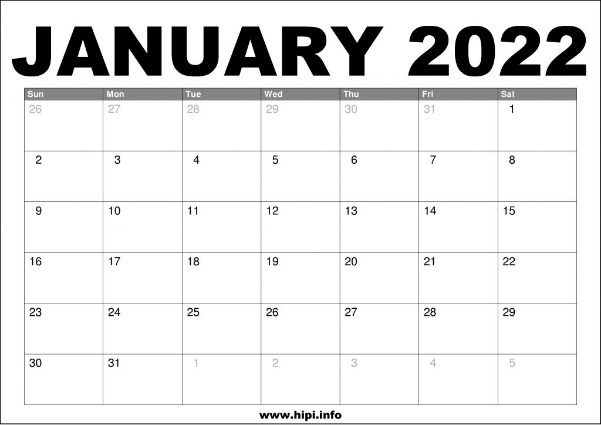 JANUARY 2022
Sun Mon Tue Wed Thu Fri Sat
26 27 28 29 30 31 1
2 3 4 5 6 7 8
9 10 11 12 13 14 15
16 17 18 19 20 21 22
23 24 25 26 27 28 29
30 31 1 2 3 4 5
www.hipi.info